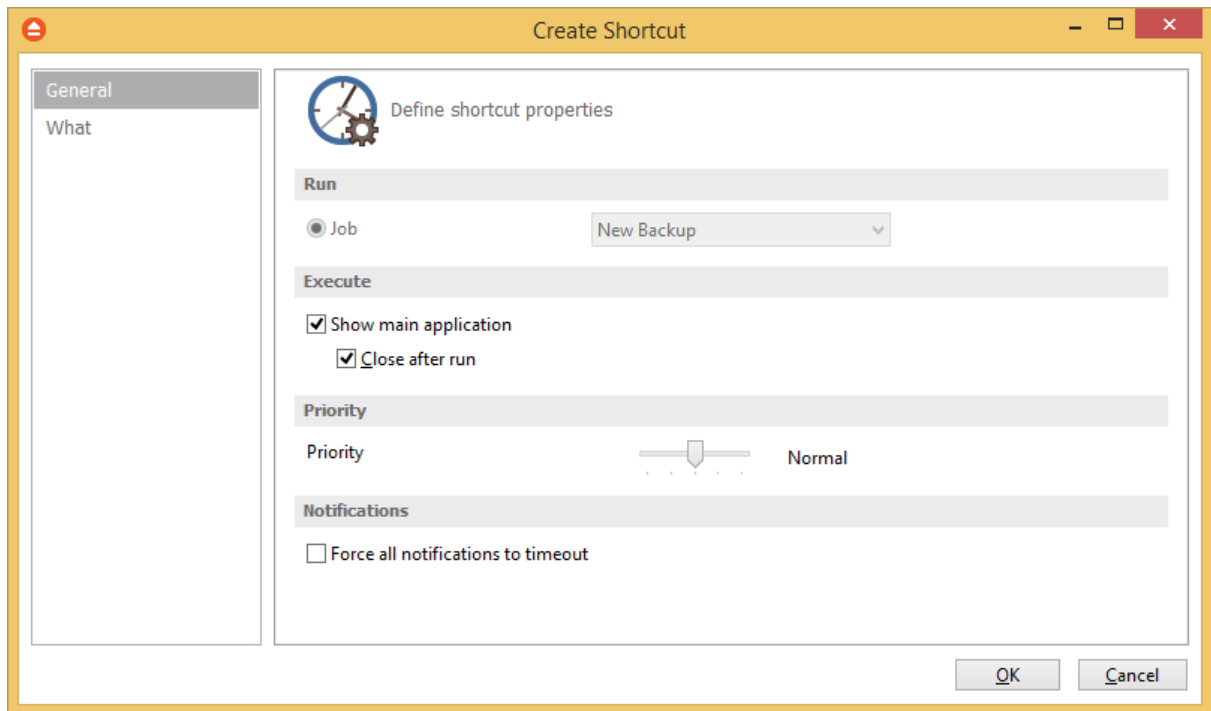 Create Shortcut
General
What
Define shortcut properties
Run
Job
New Backup
Execute
Show main application
Close after run
Priority
Priority
Normal
Notifications
Force all notifications to timeout
OK
Cancel